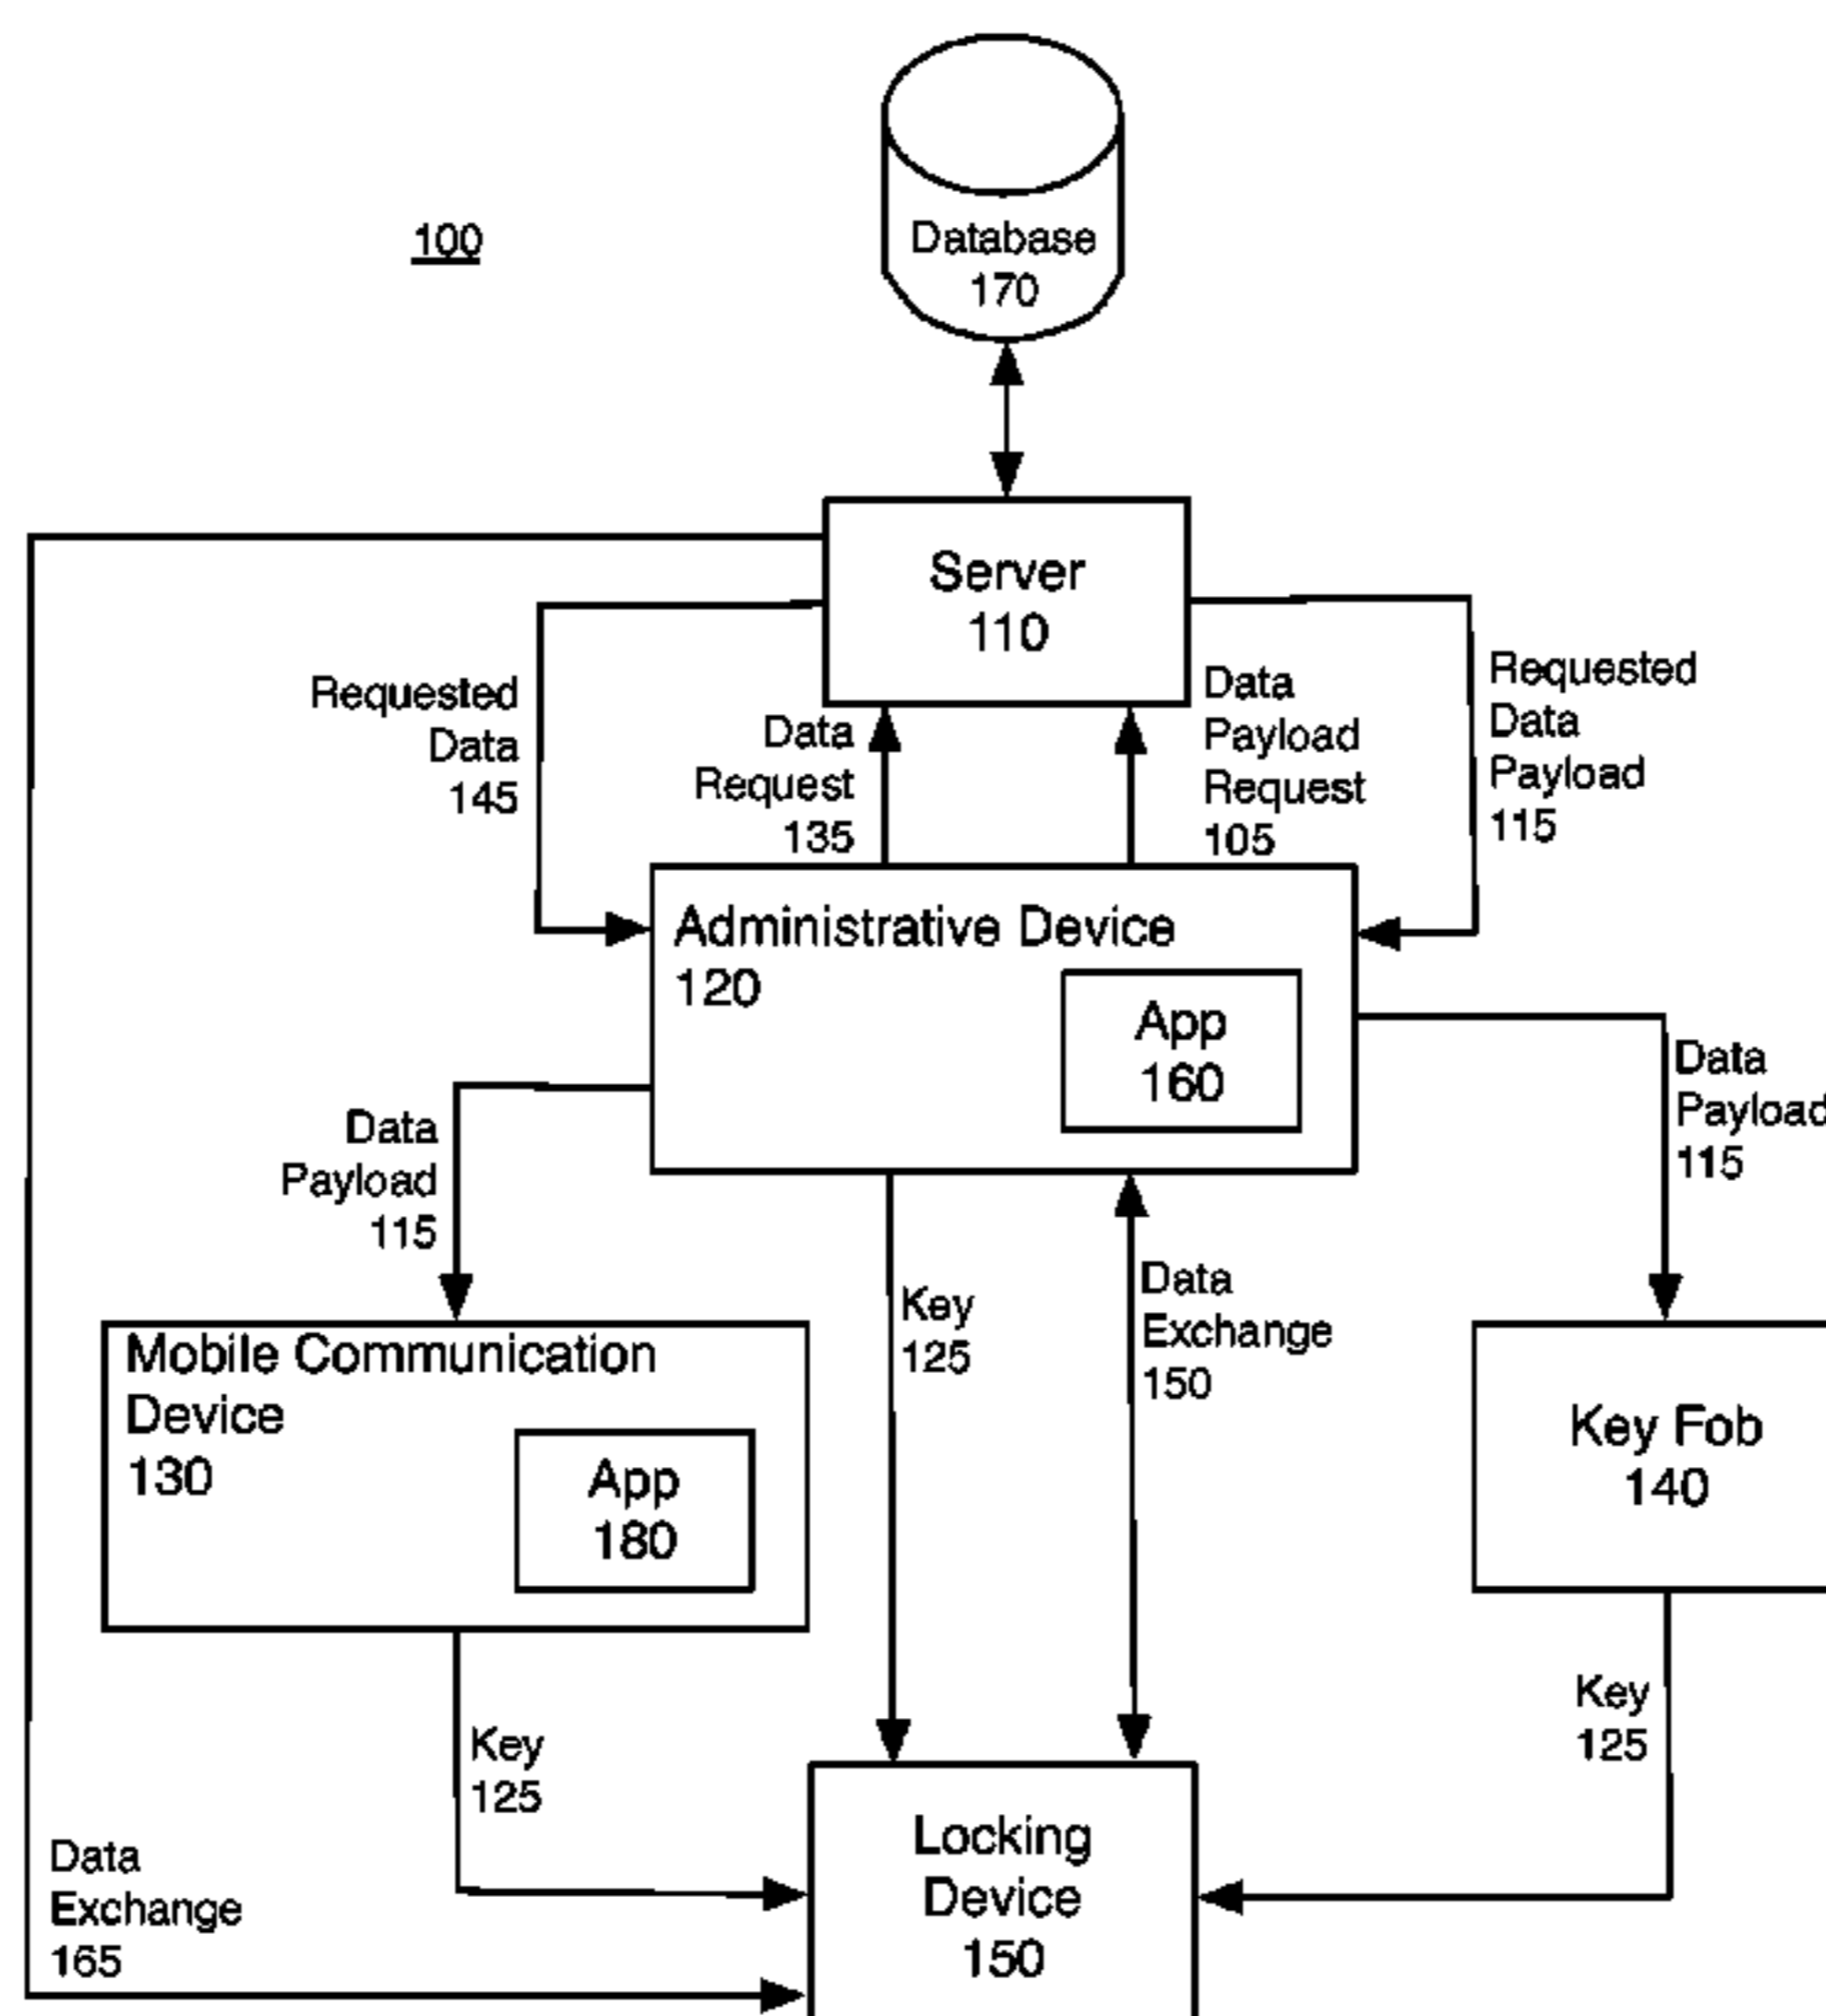 100
Database
170
Server
110
Requested
Data
145
Data
Request
135
Data
Payload
Request
105
Requested
Data
Payload
115
Administrative Device
120
App
160
Data
Payload
115
Data
Payload
115
Key
125
Data
Exchange
150
Mobile Communication
Device
130
App
180
Key Fob
140
Key
125
Key
125
Data
Exchange
165
Locking
Device
150